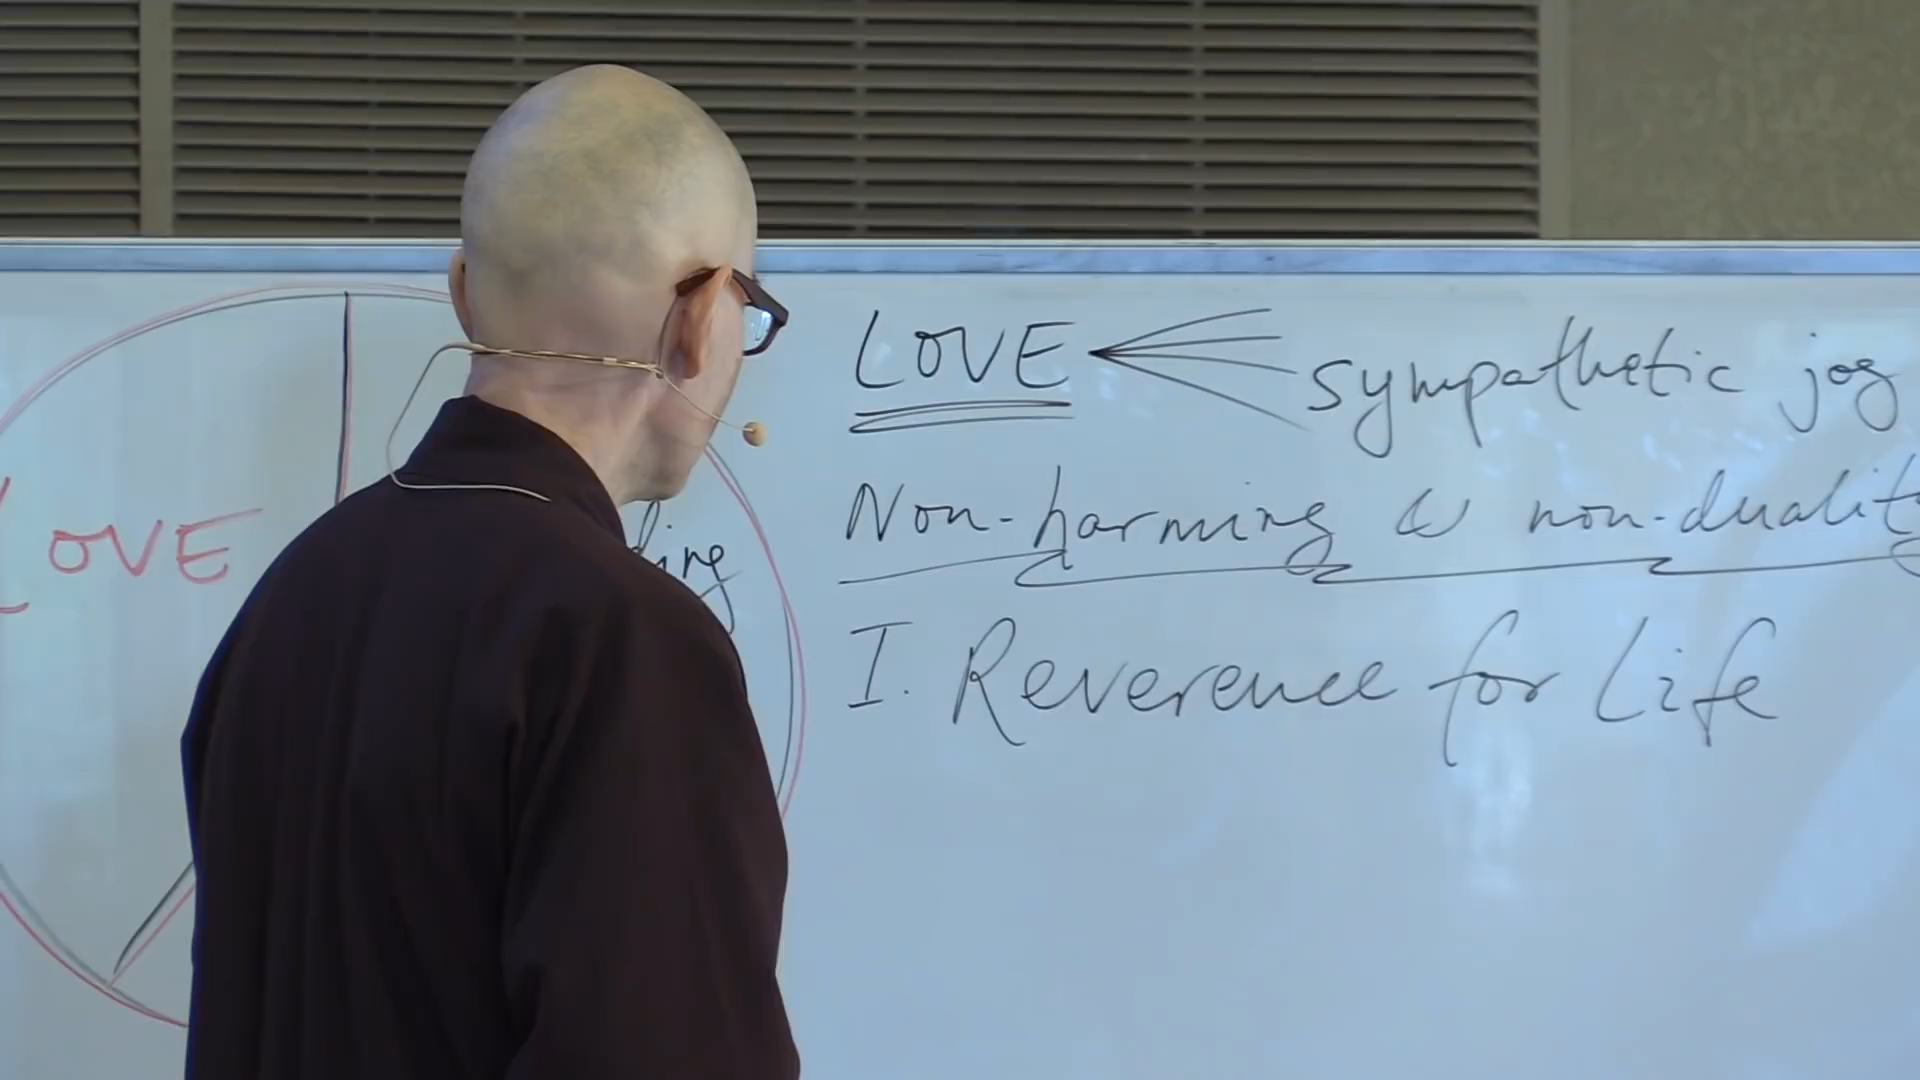 LOVE
LOVE
sympathetic joy
Non-harming & non-duality
I. Reverence for Life